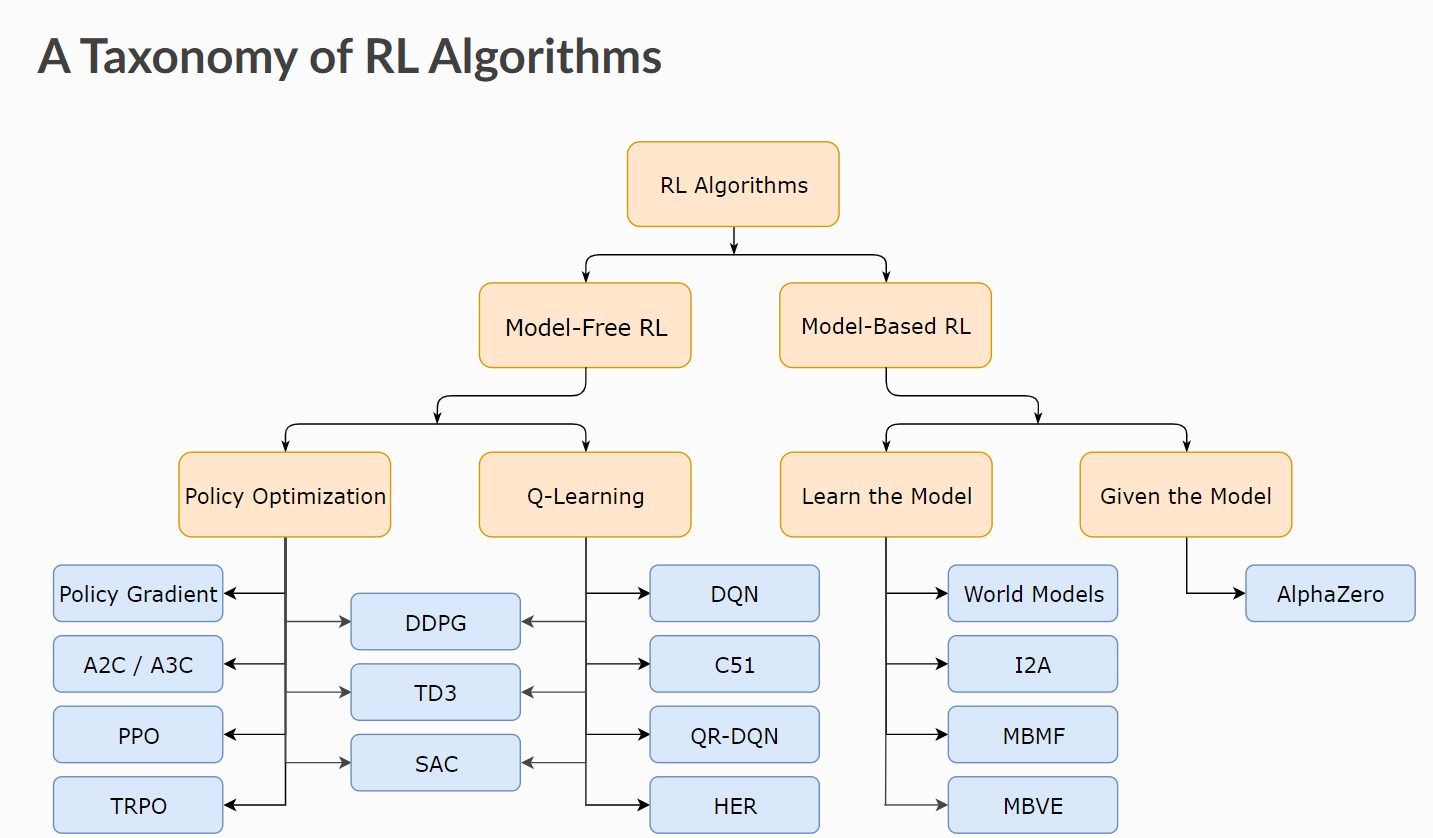 A Taxonomy of RL Algorithms
RL Algorithms
Model-Free RL
Model-Based RL
Policy Optimization
Q-Learning
Learn the Model
Given the Model
Policy Gradient
DQN
World Models
AlphaZero
DDPG
A2C / A3C
C51
I2A
TD3
PPO
QR-DQN
MBMF
SAC
TRPO
HER
MBVE